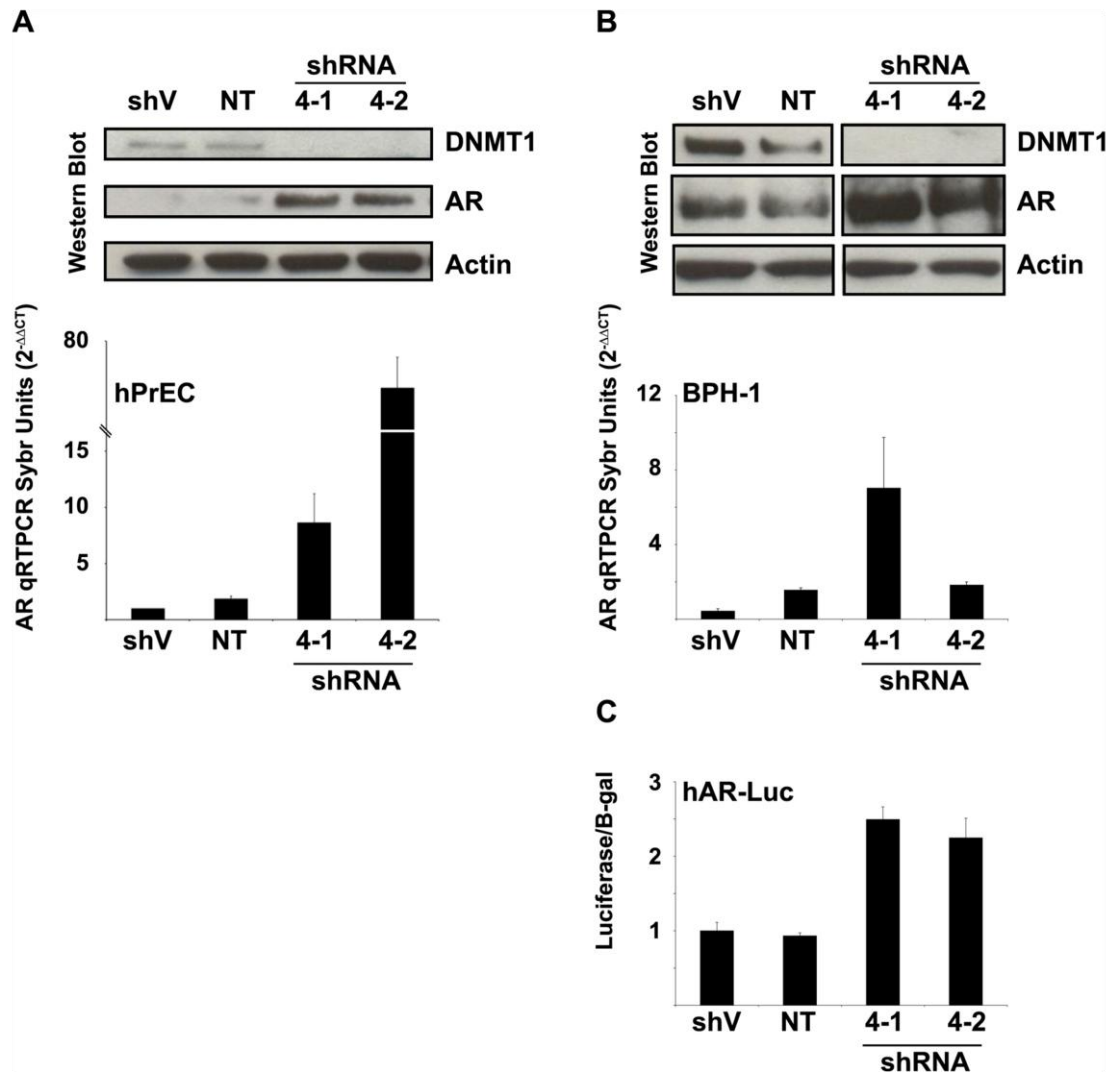 A
shRNA
shV NT 4-1 4-2
Western Blot
DNMT1
AR
Actin
AR qRTPCR Sybr Units (2-ΔΔCT)
80
hPrEC
15
10
5
shV NT 4-1 4-2
shRNA
B
shRNA
shV NT 4-1 4-2
Western Blot
DNMT1
AR
Actin
AR qRTPCR Sybr Units (2-ΔΔCT)
12
BPH-1
8
4
shV NT 4-1 4-2
shRNA
C
Luciferase/B-gal
3
hAR-Luc
2
1
shV NT 4-1 4-2
shRNA